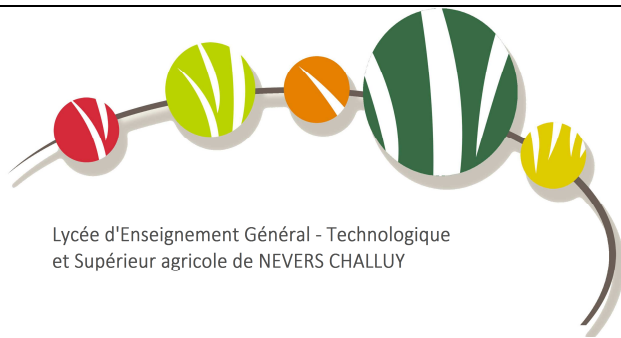 Lycée d'Enseignement Général - Technologique
et Supérieur agricole de NEVERS CHALLUY